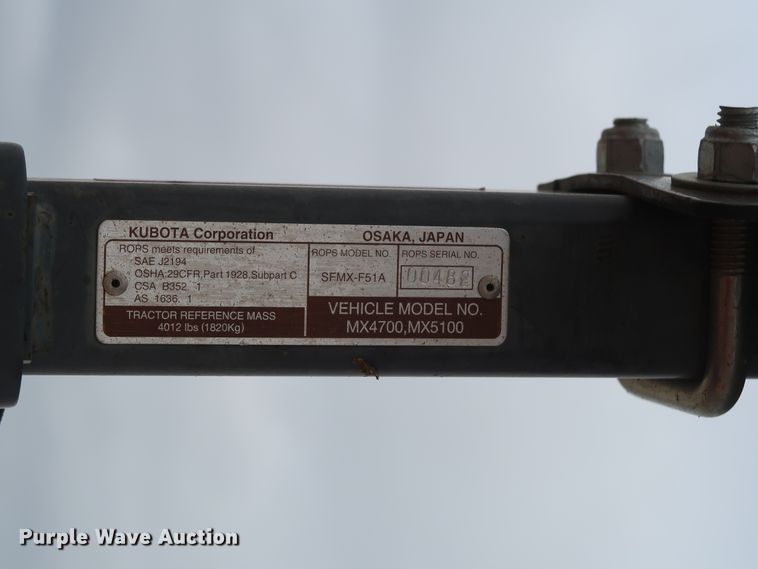 KUBOTA Corporation OSAKA, JAPAN
ROPS meets requirements of
SAE J2194
OSHA:29CFR,Part 1928,Subpart C
CSA B352. 1
AS 1636. 1
TRACTOR REFERENCE MASS
4012 lbs (1820Kg)
ROPS MODEL NO. ROPS SERIAL NO.
SFMX-F51A 00482
VEHICLE MODEL NO.
MX4700,MX5100
Purple Wave Auction